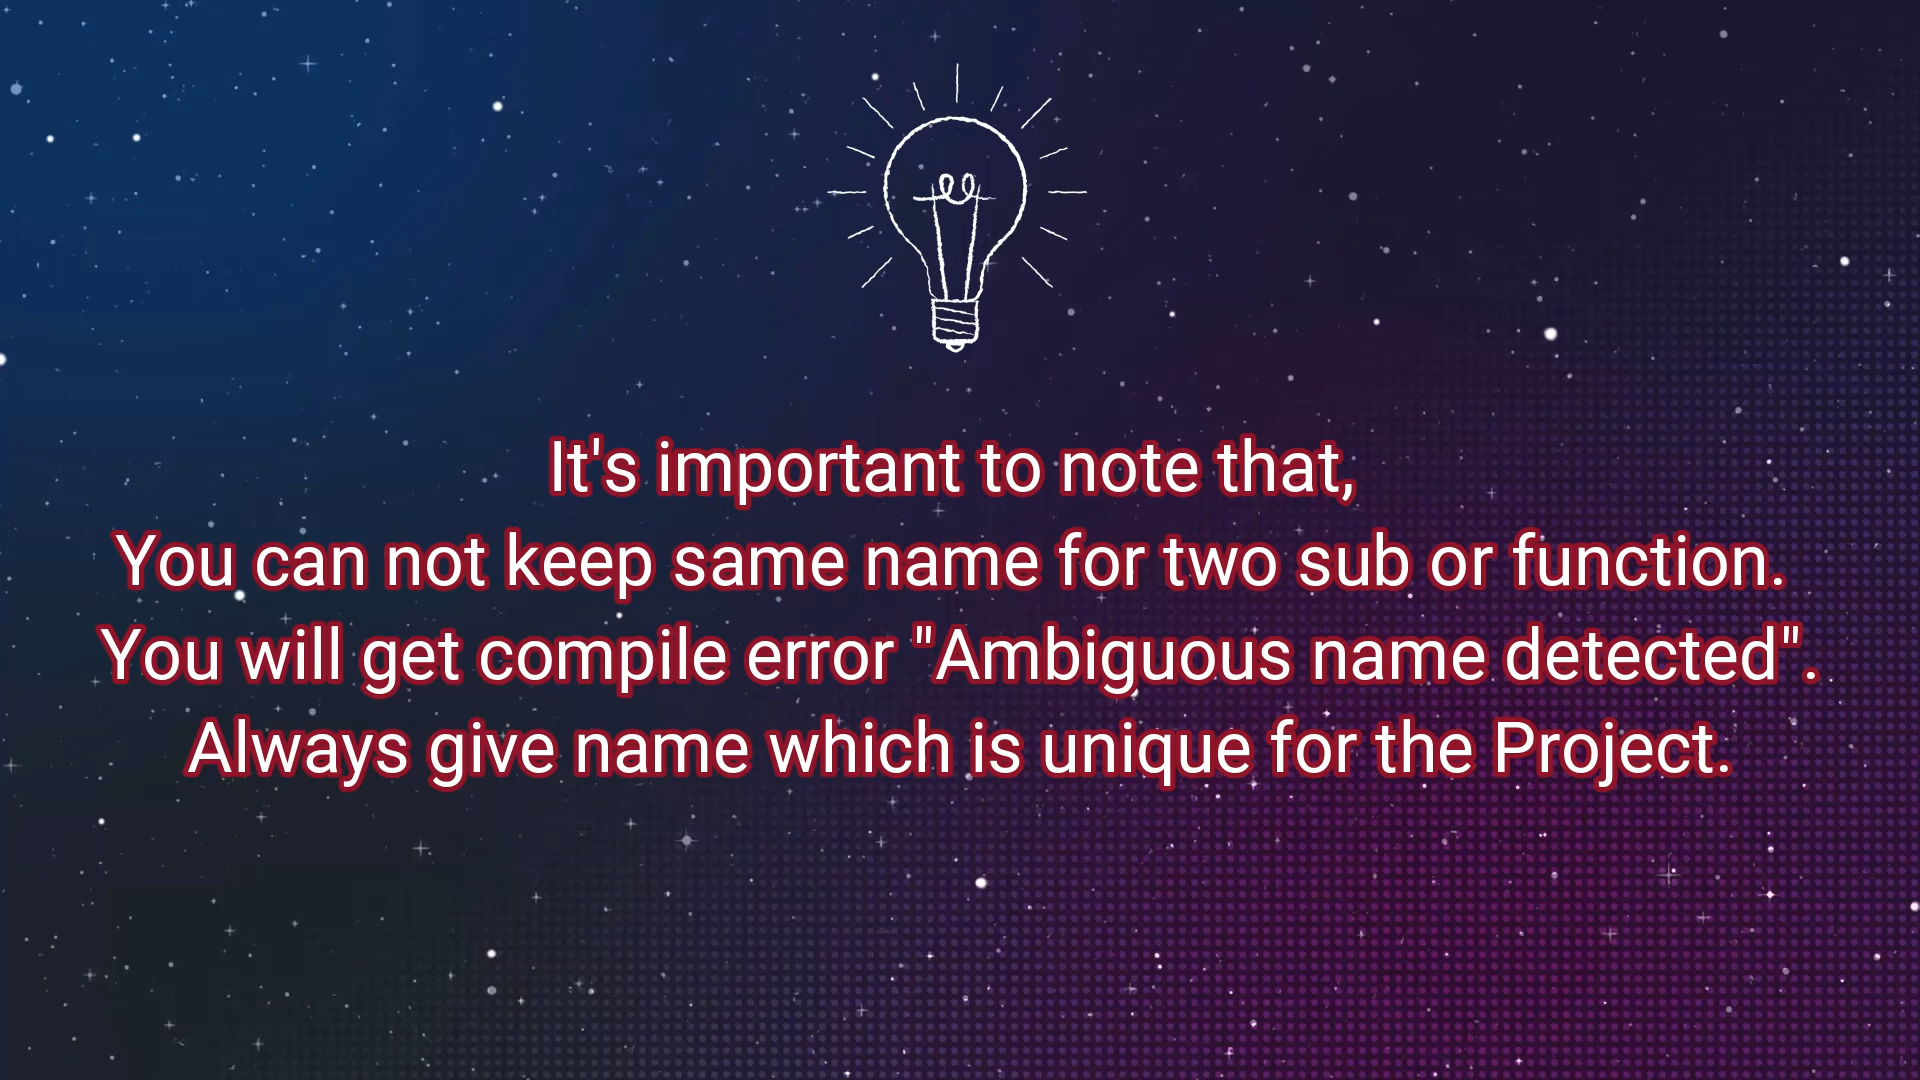 It's important to note that,
You can not keep same name for two sub or function.
You will get compile error "Ambiguous name detected".
Always give name which is unique for the Project.